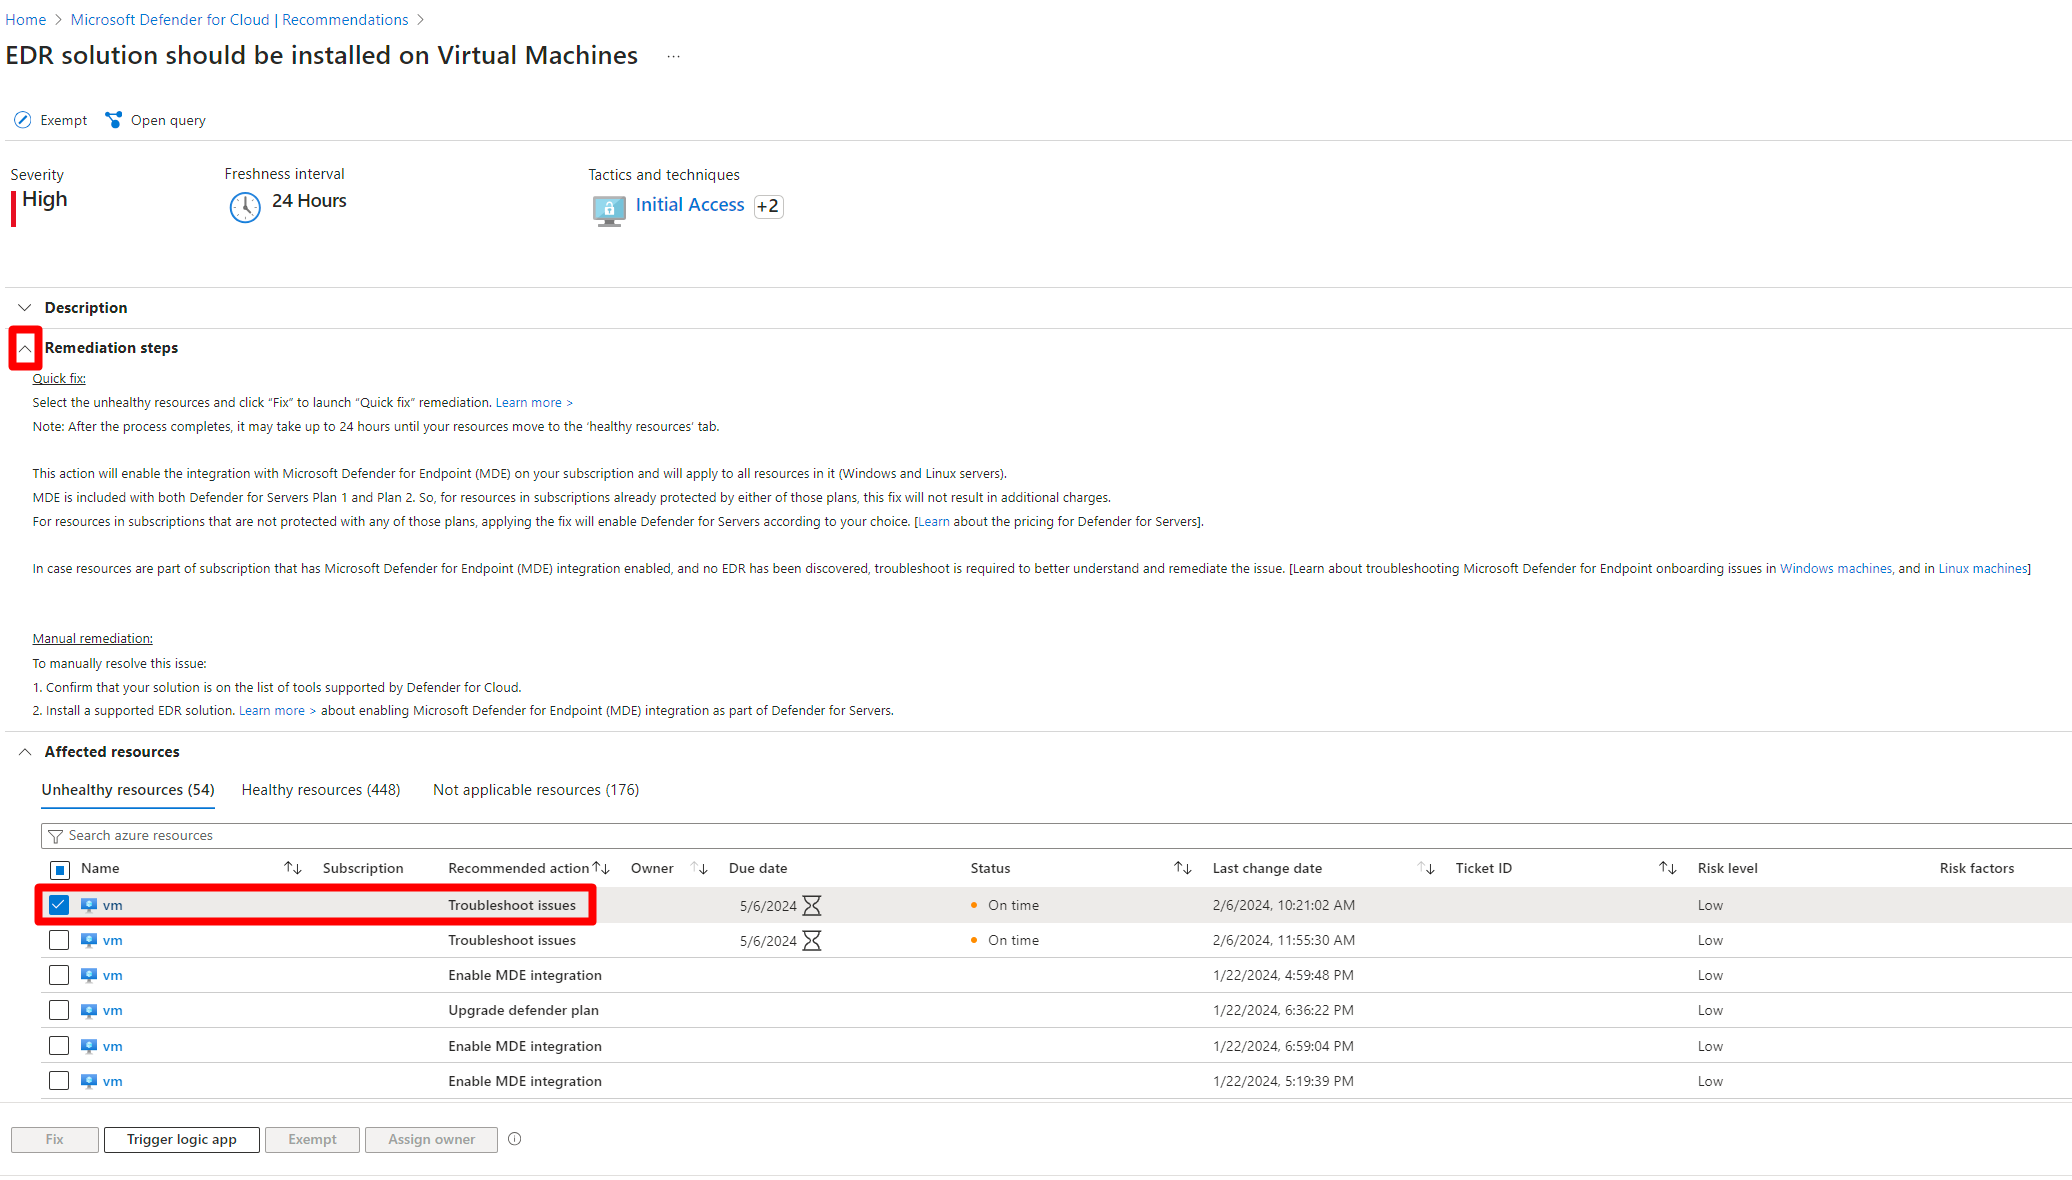 Home > Microsoft Defender for Cloud | Recommendations >
EDR solution should be installed on Virtual Machines ...
Exempt Open query
Severity Freshness interval Tactics and techniques
High 24 Hours Initial Access +2
Description
Remediation steps
Quick fix:
Select the unhealthy resources and click “Fix” to launch “Quick fix” remediation. Learn more >
Note: After the process completes, it may take up to 24 hours until your resources move to the ‘healthy resources’ tab.
This action will enable the integration with Microsoft Defender for Endpoint (MDE) on your subscription and will apply to all resources in it (Windows and Linux servers).
MDE is included with both Defender for Servers Plan 1 and Plan 2. So, for resources in subscriptions already protected by either of those plans, this fix will not result in additional charges.
For resources in subscriptions that are not protected with any of those plans, applying the fix will enable Defender for Servers according to your choice. [Learn about the pricing for Defender for Servers].
In case resources are part of subscription that has Microsoft Defender for Endpoint (MDE) integration enabled, and no EDR has been discovered, troubleshoot is required to better understand and remediate the issue. [Learn about troubleshooting Microsoft Defender for Endpoint onboarding issues in Windows machines, and in Linux machines]
Manual remediation:
To manually resolve this issue:
1. Confirm that your solution is on the list of tools supported by Defender for Cloud.
2. Install a supported EDR solution. Learn more > about enabling Microsoft Defender for Endpoint (MDE) integration as part of Defender for Servers.
Affected resources
Unhealthy resources (54) Healthy resources (448) Not applicable resources (176)
Search azure resources
Name Subscription Recommended action Owner Due date Status Last change date Ticket ID Risk level Risk factors
vm Troubleshoot issues 5/6/2024 On time 2/6/2024, 10:21:02 AM Low
vm Troubleshoot issues 5/6/2024 On time 2/6/2024, 11:55:30 AM Low
vm Enable MDE integration 1/22/2024, 4:59:48 PM Low
vm Upgrade defender plan 1/22/2024, 6:36:22 PM Low
vm Enable MDE integration 1/22/2024, 6:59:04 PM Low
vm Enable MDE integration 1/22/2024, 5:19:39 PM Low
Fix Trigger logic app Exempt Assign owner